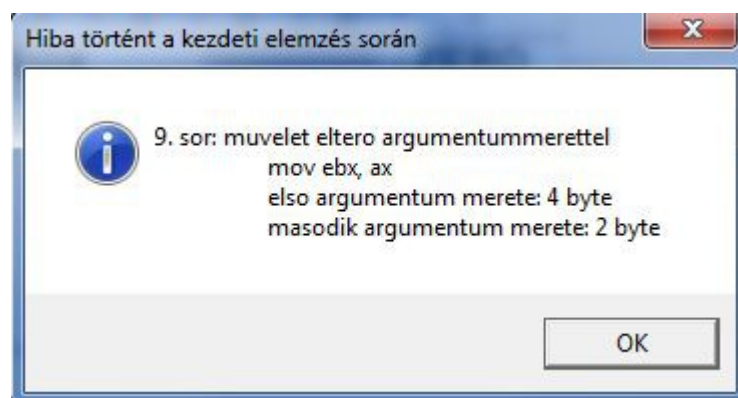 Hiba történt a kezdeti elemzés során
9. sor: muvelet eltero argumentummerettel
mov ebx, ax
elso argumentum merete: 4 byte
masodik argumentum merete: 2 byte
OK